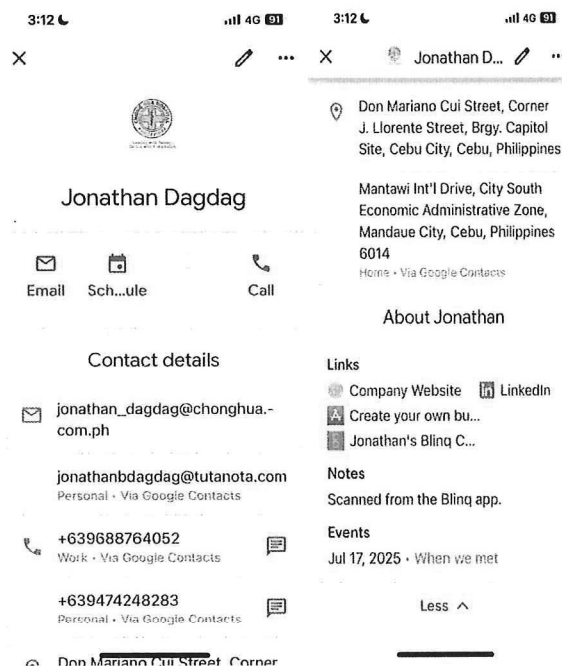 3:12
4G 91
Jonathan Dagdag
Email
Sch...ule
Call
Contact details
jonathan_dagdag@chonghua.-
com.ph
jonathanbdagdag@tutanota.com
Personal • Via Google Contacts
+639688764052
Work • Via Google Contacts
+639474248283
Personal • Via Google Contacts
Don Mariano Cui Street, Corner
3:12
4G 91
Jonathan D...
Don Mariano Cui Street, Corner
J. Llorente Street, Brgy. Capitol
Site, Cebu City, Cebu, Philippines
Mantawi Int'l Drive, City South
Economic Administrative Zone,
Mandaue City, Cebu, Philippines
6014
Home • Via Google Contacts
About Jonathan
Links
Company Website
LinkedIn
Create your own bu...
Jonathan's Blinq C...
Notes
Scanned from the Blinq app.
Events
Jul 17, 2025 • When we met
Less